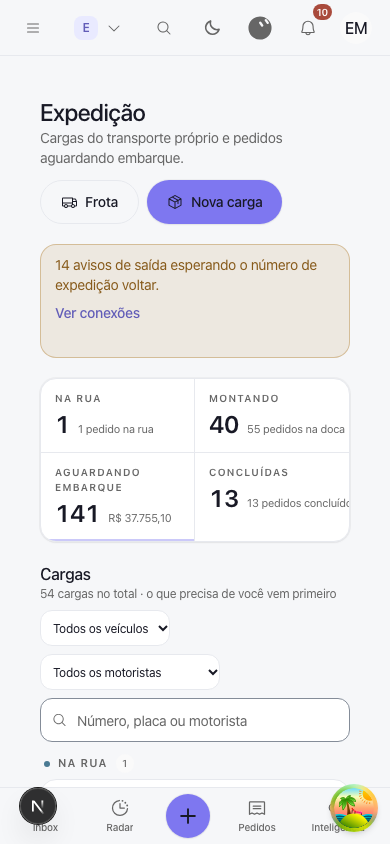 E
10
EM
Expedição
Cargas do transporte próprio e pedidos
aguardando embarque.
Frota
Nova carga
14 avisos de saída esperando o número de
expedição voltar.
Ver conexões
NA RUA
1 1 pedido na rua
MONTANDO
40 55 pedidos na doca
AGUARDANDO
EMBARQUE
141 R$ 37.755,10
CONCLUÍDAS
13 13 pedidos
Cargas
54 cargas no total · o que precisa de você vem primeiro
Todos os veículos
Todos os motoristas
Número, placa ou motorista
NA RUA 1
N
Inbox
Radar
Pedidos